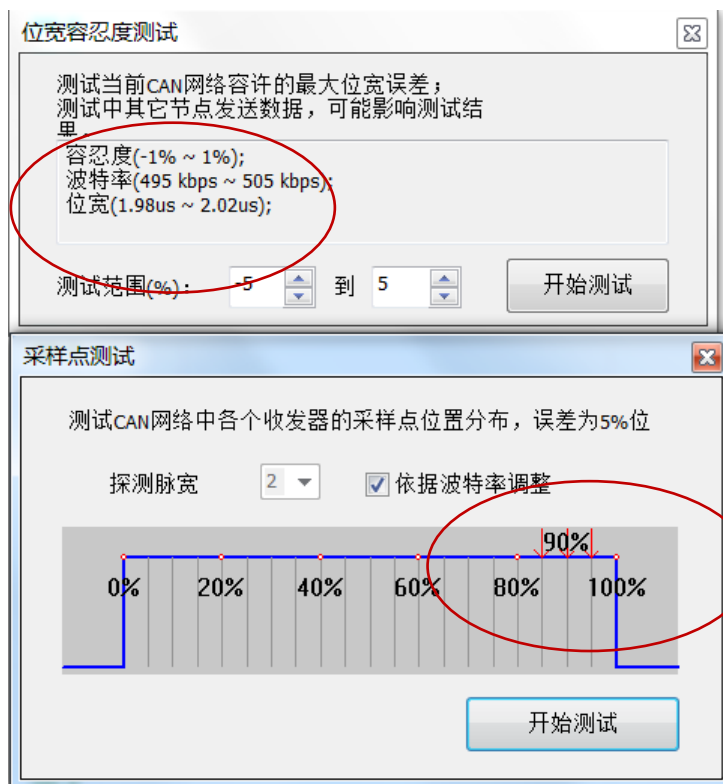 位宽容忍度测试
测试当前CAN网络容许的最大位宽误差；
测试中其它节点发送数据，可能影响测试结
果。
容忍度(-1% ~ 1%);
波特率(495 kbps ~ 505 kbps);
位宽(1.98us ~ 2.02us);
测试范围(%)： -5 到 5 开始测试
采样点测试
测试CAN网络中各个收发器的采样点位置分布，误差为5%位
探测脉宽 2 依据波特率调整
90%
0% 20% 40% 60% 80% 100%
开始测试